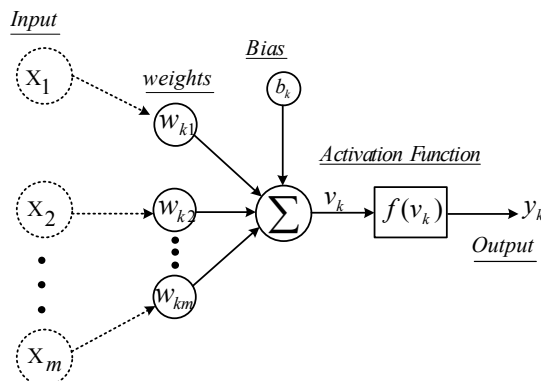 Input
Bias
weights
X1
bk
wk1
Activation Function
X2
wk2
∑
vk
f(vk)
yk
Output
wkm
Xm